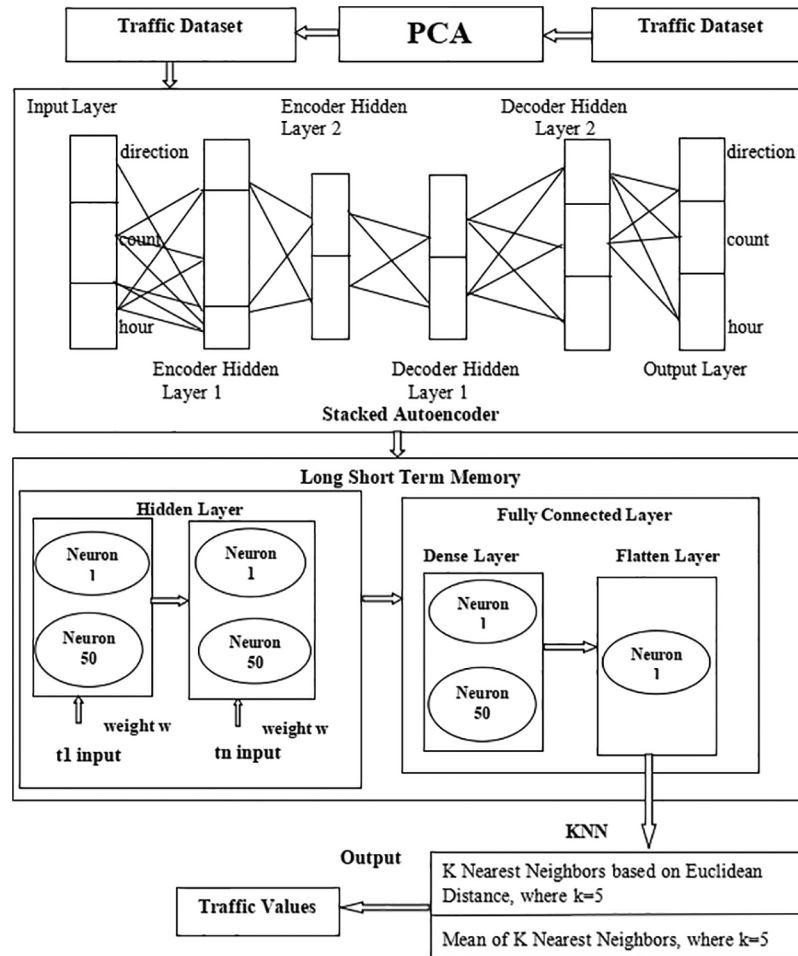 Traffic Dataset
PCA
Traffic Dataset
Input Layer
Encoder Hidden
Layer 2
Decoder Hidden
Layer 2
direction
direction
count
count
hour
hour
Encoder Hidden
Layer 1
Decoder Hidden
Layer 1
Output Layer
Stacked Autoencoder
Long Short Term Memory
Hidden Layer
Neuron
1
Neuron
50
Neuron
1
Neuron
50
weight w
t1 input
weight w
tn input
Fully Connected Layer
Dense Layer
Flatten Layer
Neuron
1
Neuron
50
Neuron
1
KNN
Output
K Nearest Neighbors based on Euclidean
Distance, where k=5
Mean of K Nearest Neighbors, where k=5
Traffic Values